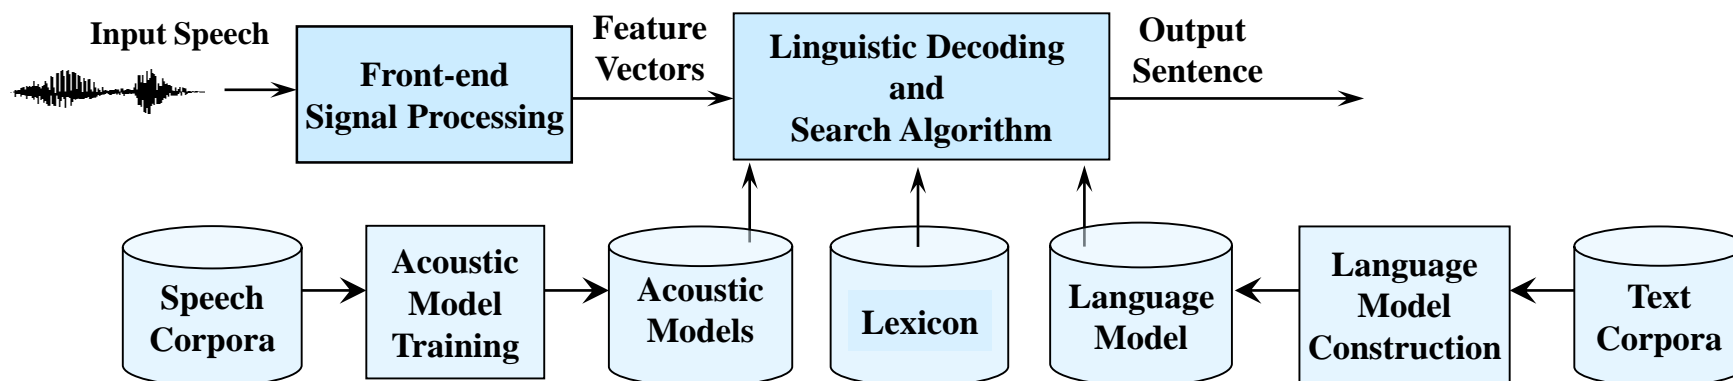 Input Speech
Front-end
Signal Processing
Feature
Vectors
Linguistic Decoding
and
Search Algorithm
Output
Sentence
Speech
Corpora
Acoustic
Model
Training
Acoustic
Models
Lexicon
Language
Model
Language
Model
Construction
Text
Corpora